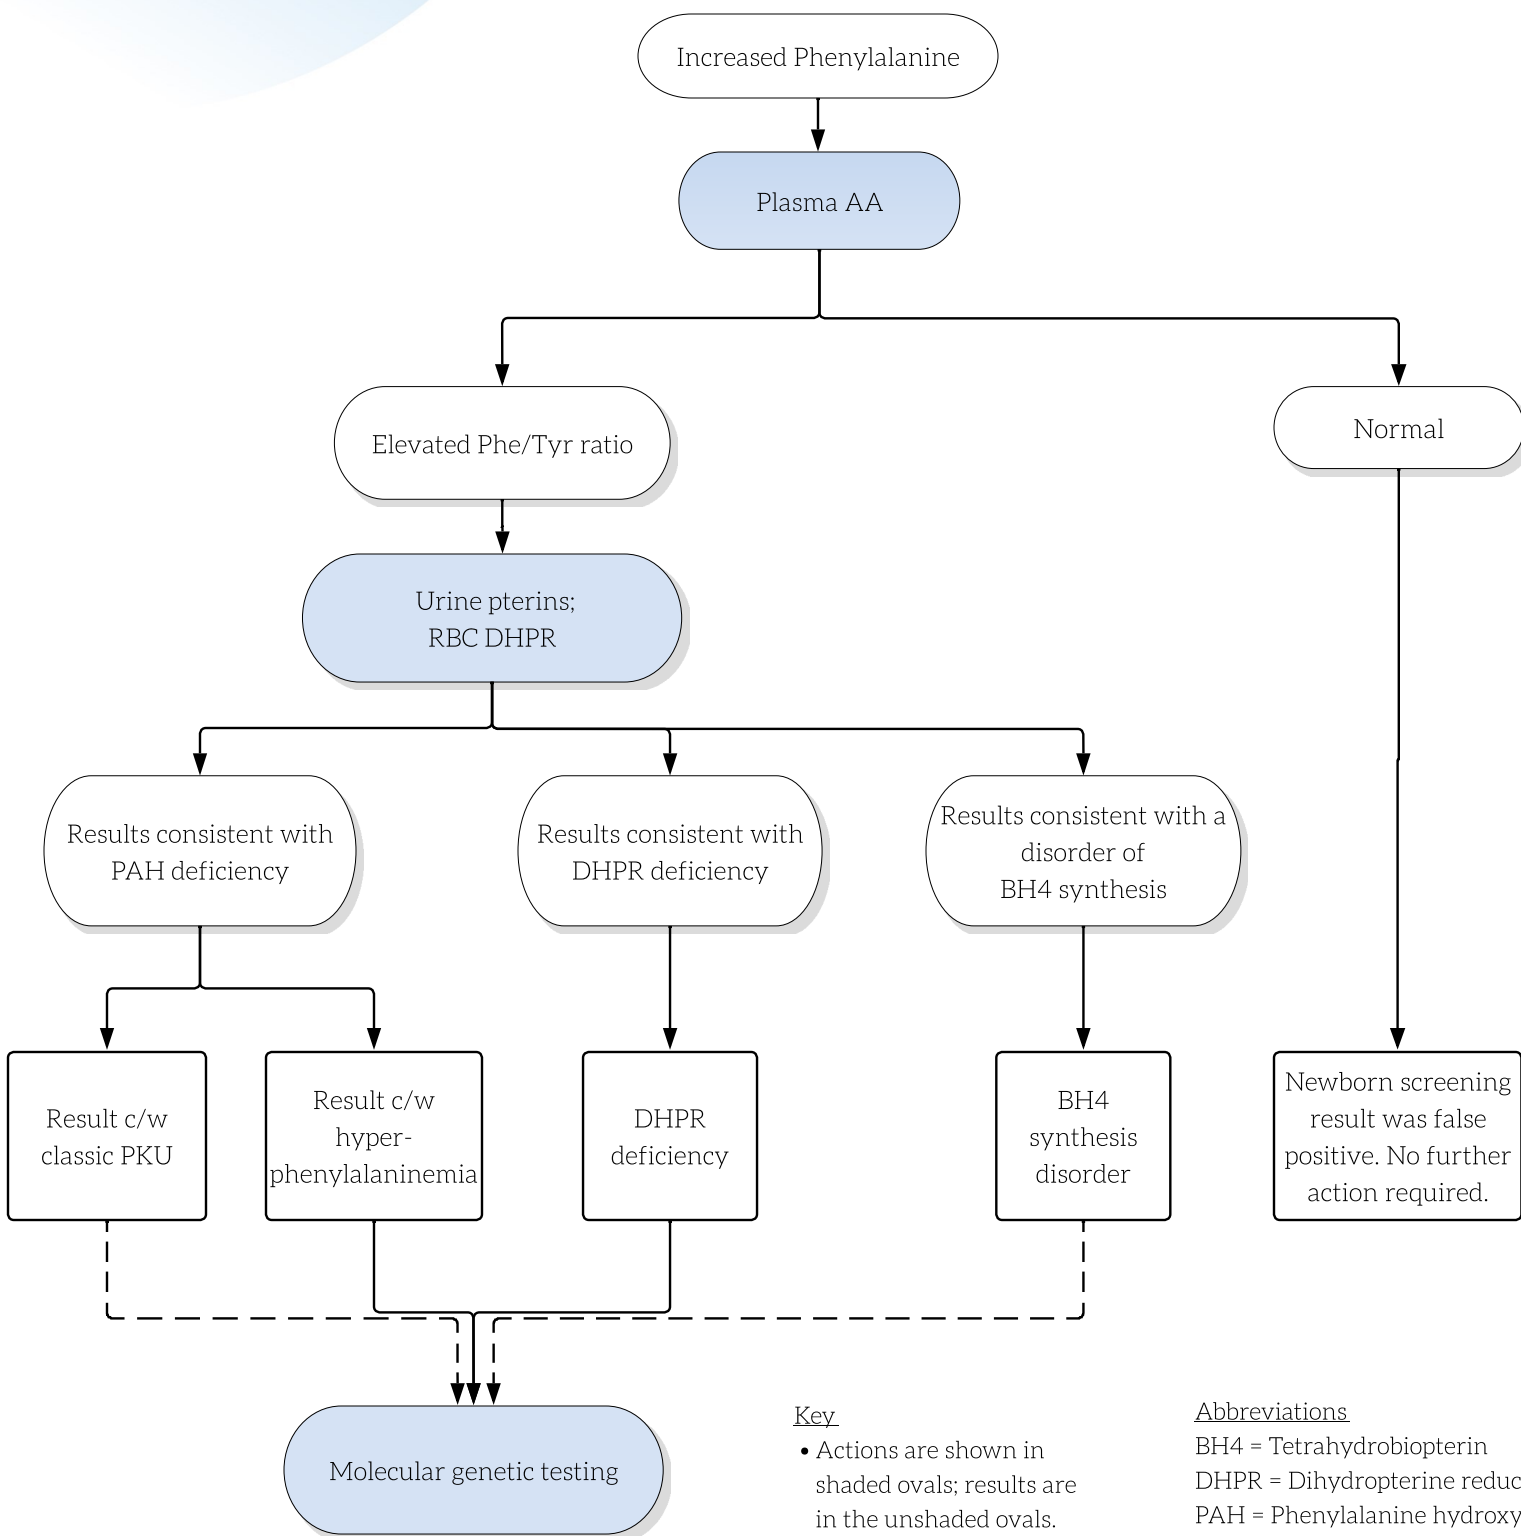 Increased Phenylalanine
Plasma AA
Elevated Phe/Tyr ratio
Normal
Urine pterins;
RBC DHPR
Results consistent with
PAH deficiency
Results consistent with
DHPR deficiency
Results consistent with a
disorder of
BH4 synthesis
Result c/w
classic PKU
Result c/w
hyper-
phenylalaninemia
DHPR
deficiency
BH4
synthesis
disorder
Newborn screening
result was false
positive. No further
action required.
Molecular genetic testing
Key
• Actions are shown in
shaded ovals; results are
in the unshaded ovals.
Abbreviations
BH4 = Tetrahydrobiopterin
DHPR = Dihydropterine reduc
PAH = Phenylalanine hydroxy